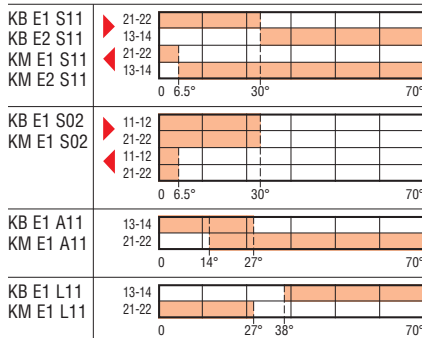 KB E1 S11
KB E2 S11
KM E1 S11
KM E2 S11
21-22
13-14
21-22
13-14
0 6.5° 30° 70°
KB E1 S02
KM E1 S02
11-12
21-22
11-12
21-22
0 6.5° 30° 70°
KB E1 A11
KM E1 A11
13-14
21-22
0 14° 27° 70°
KB E1 L11
KM E1 L11
13-14
21-22
0 27° 38° 70°